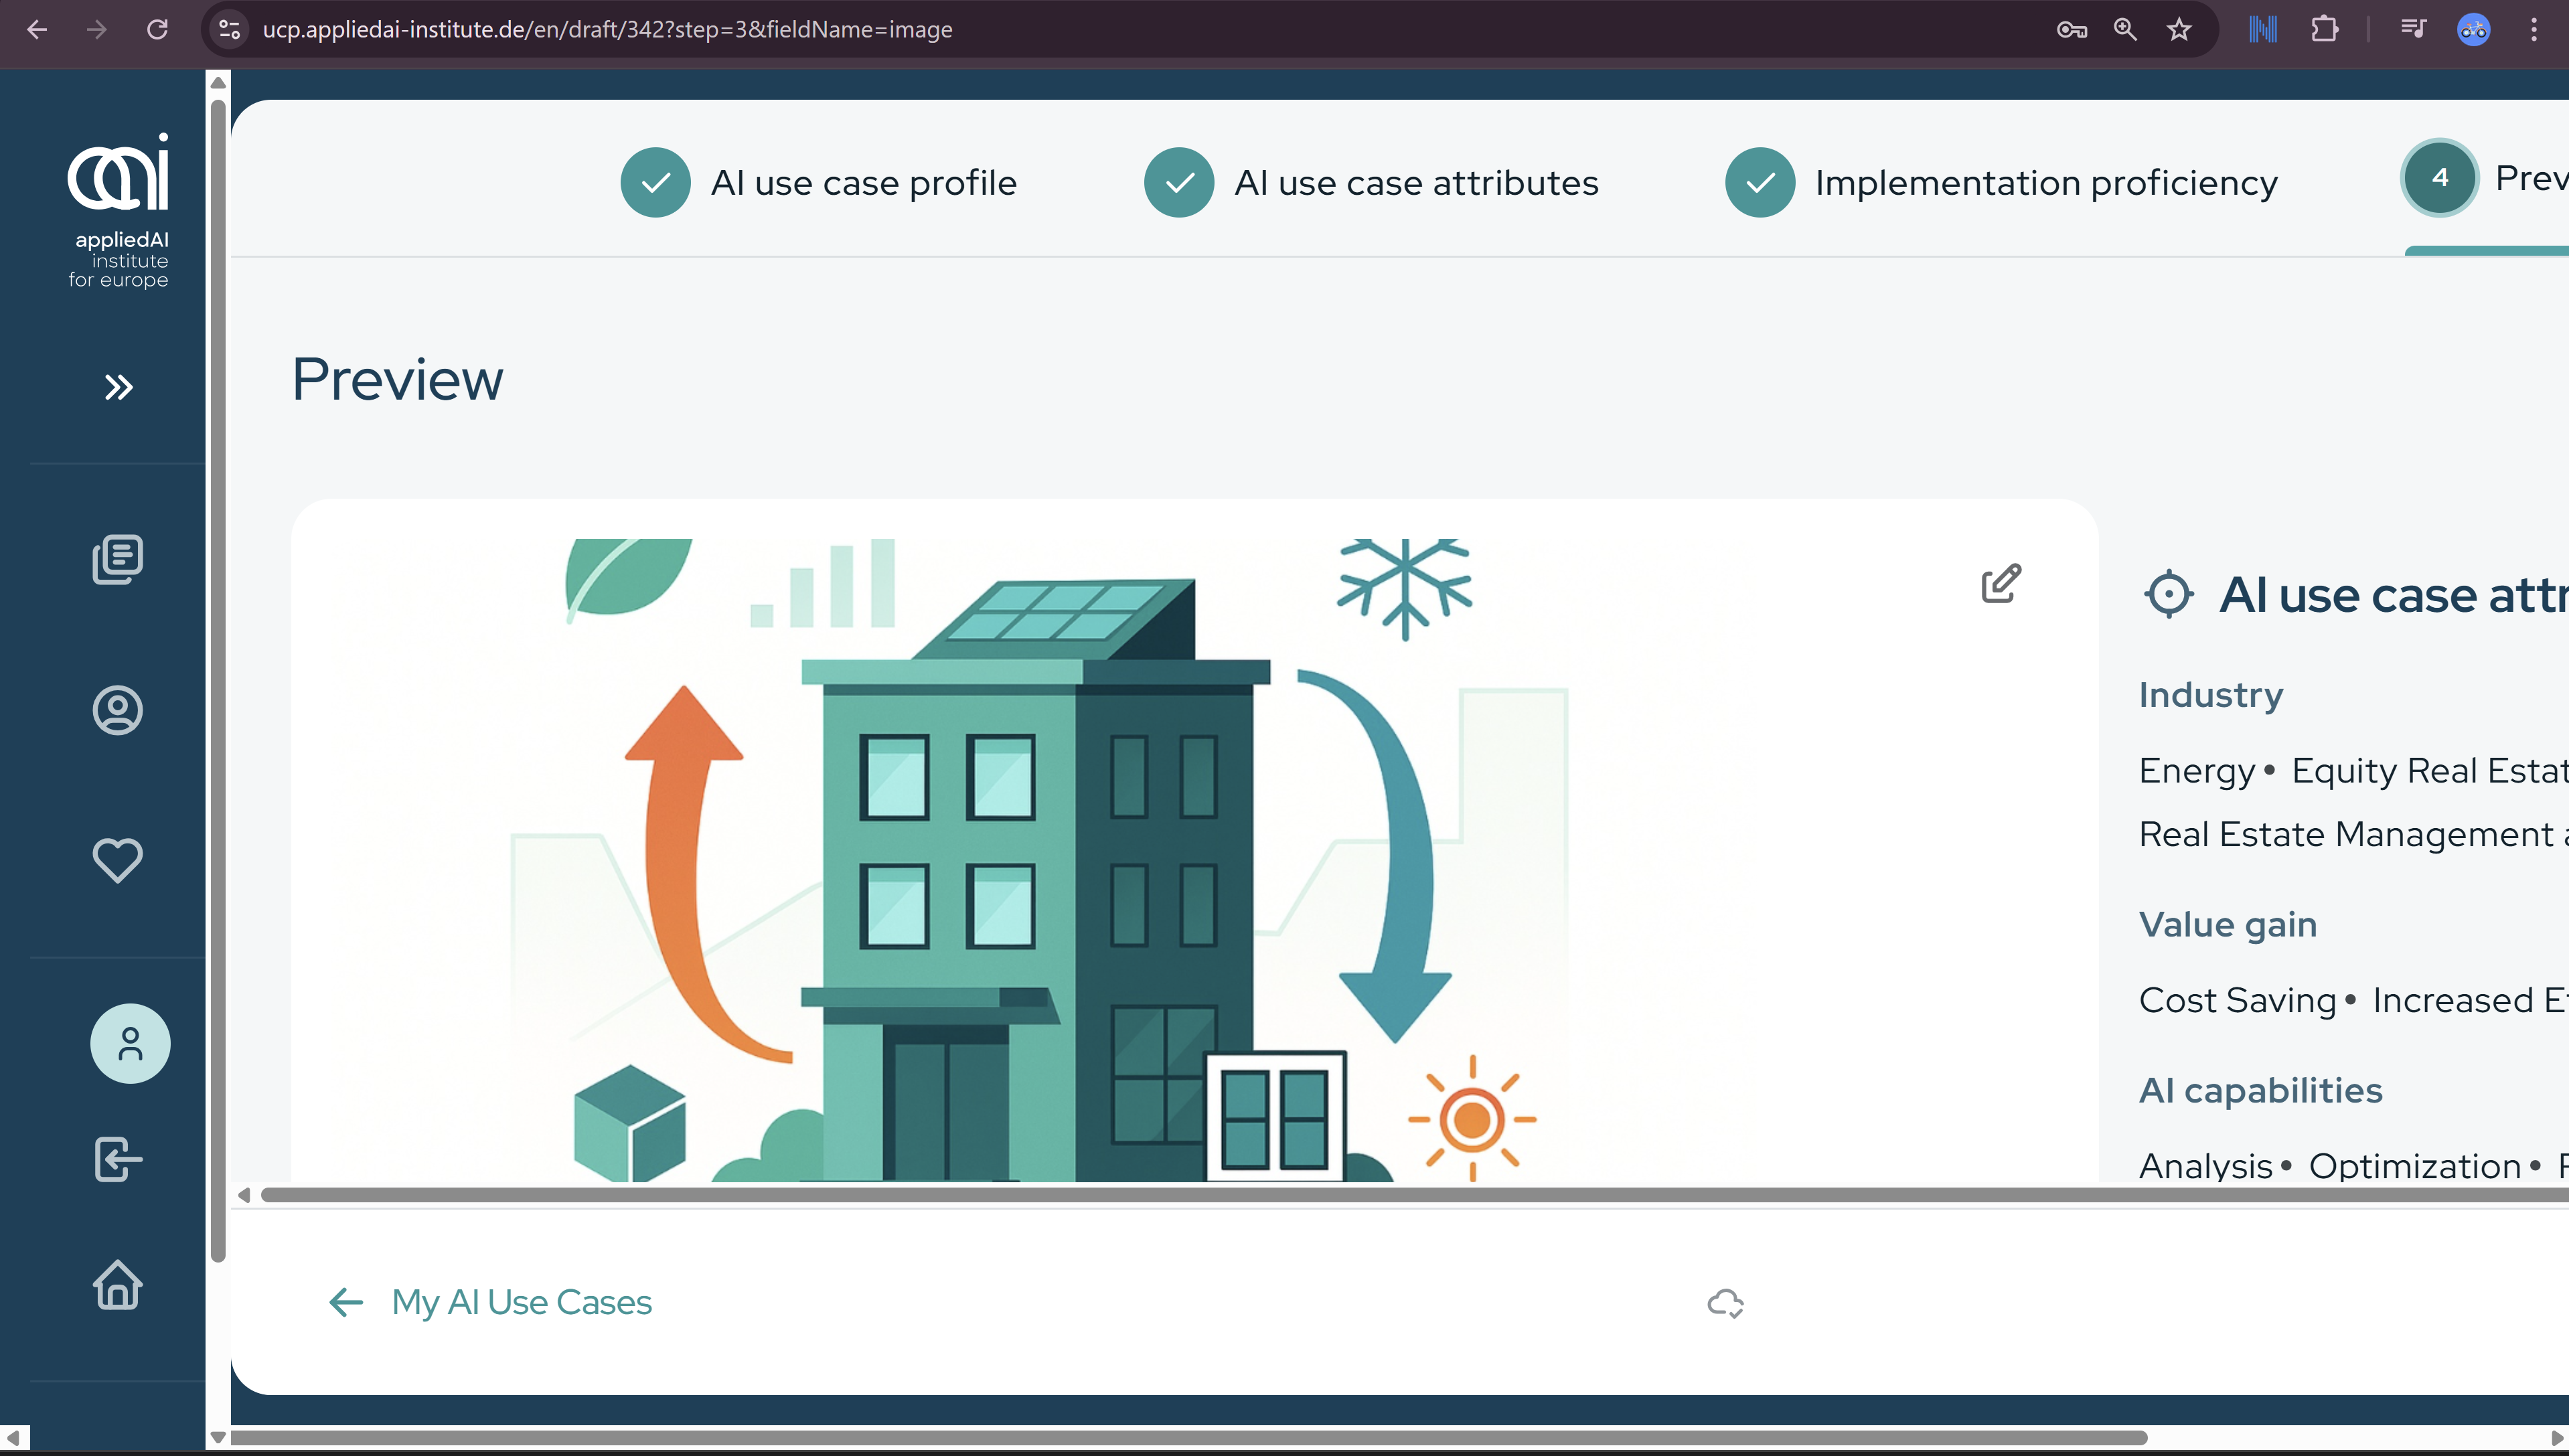 ucp.appliedai-institute.de/en/draft/342?step=3&fieldName=image
appliedAI
institute
for europe
AI use case profile
AI use case attributes
Implementation proficiency
4
Prev
Preview
AI use case attr
Industry
Energy • Equity Real Estat
Real Estate Management a
Value gain
Cost Saving • Increased Ef
AI capabilities
Analysis • Optimization •
My AI Use Cases